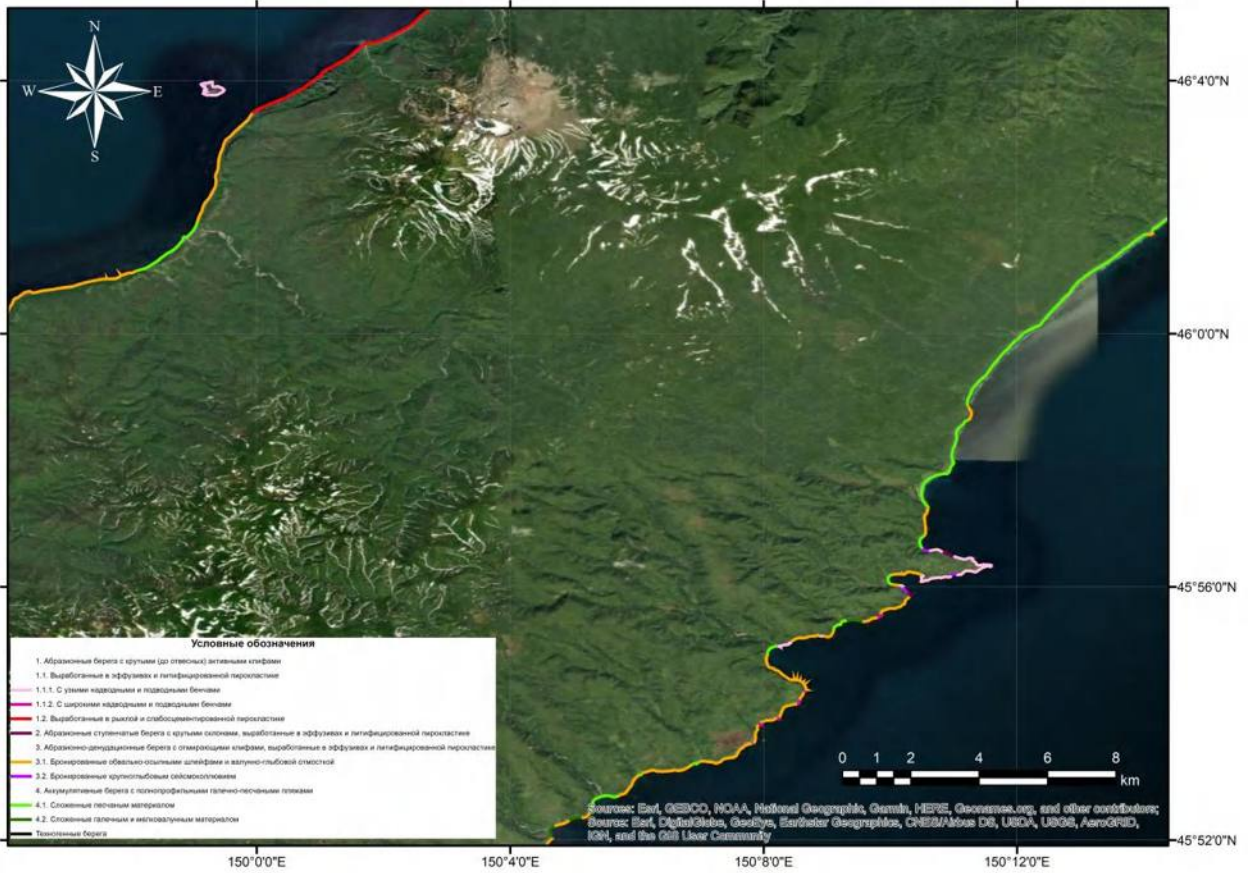 N
W E
S
46°4'0"N
46°0'0"N
45°56'0"N
45°52'0"N
Условные обозначения
1. Абразионные берега с крутыми (до отвесных) активными клифами
1.1. Выработанные в эффузивах и литифицированной пирокластике
1.1.1. С узкими надводными и подводными бенчами
1.1.2. С широкими надводными и подводными бенчами
1.2. Выработанные в рыхлой и слабосцементированной пирокластике
2. Абразионные ступенчатые берега с крутыми склонами, выработанные в эффузивах и литифицированной пирокластике
3. Абразионно-денудационные берега с отмирающими клифами, выработанные в эффузивах и литифицированной пирокластике
3.1. Бронированные обвально-осыпными шлейфами и валунно-глыбовой отмосткой
3.2. Бронированные крупноглыбовым сейсмоколлювием
4. Аккумулятивные берега с полнопрофильными галечно-песчаными пляжами
4.1. Сложенные песчаным материалом
4.2. Сложенные галечным и мелковалунным материалом
Техногенные берега
0 1 2 4 6 8
km
Sources: Esri, GEBCO, NOAA, National Geographic, Garmin, HERE, Geonames.org, and other contributors;
Source: Esri, DigitalGlobe, GeoEye, Earthstar Geographics, CNES/Airbus DS, USDA, USGS, AeroGRID,
IGN, and the GIS User Community
150°0'0"E
150°4'0"E
150°8'0"E
150°12'0"E